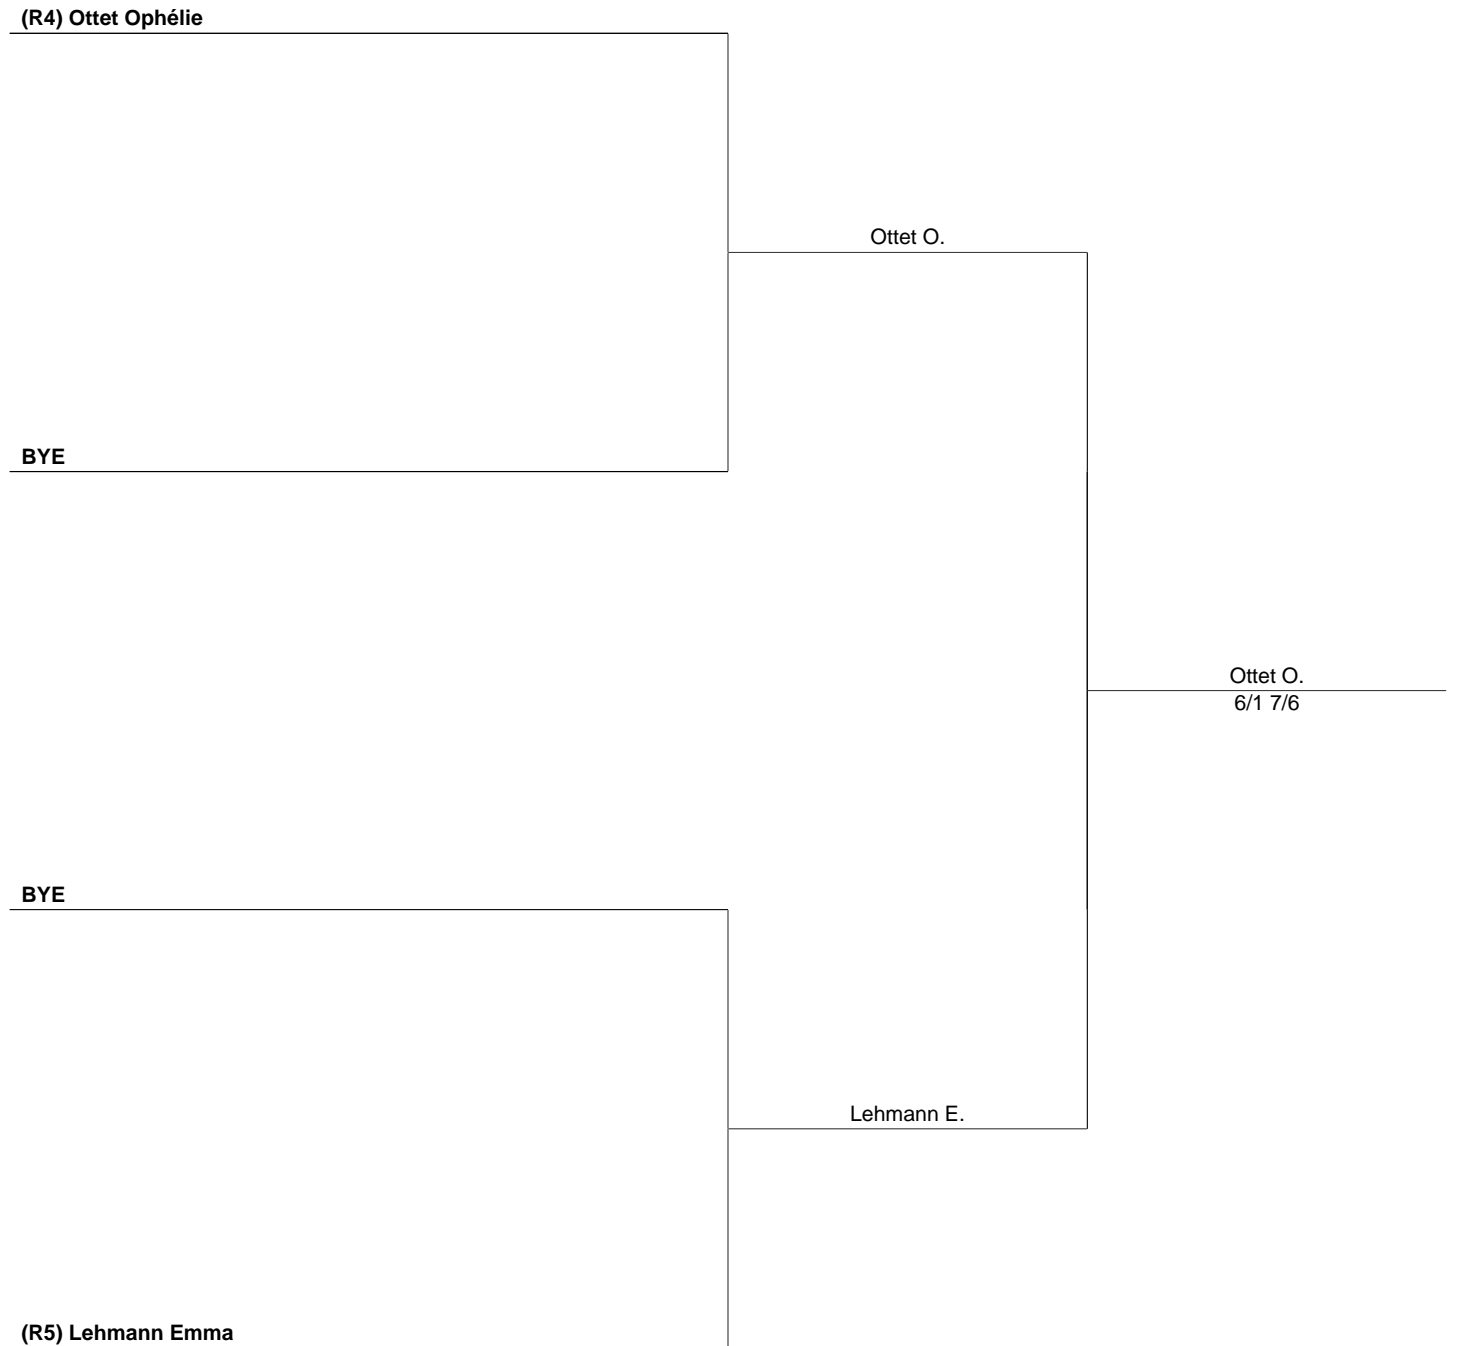 (R4) Ottet Ophélie
Ottet O.
BYE
Ottet O.
6/1 7/6
BYE
Lehmann E.
(R5) Lehmann Emma